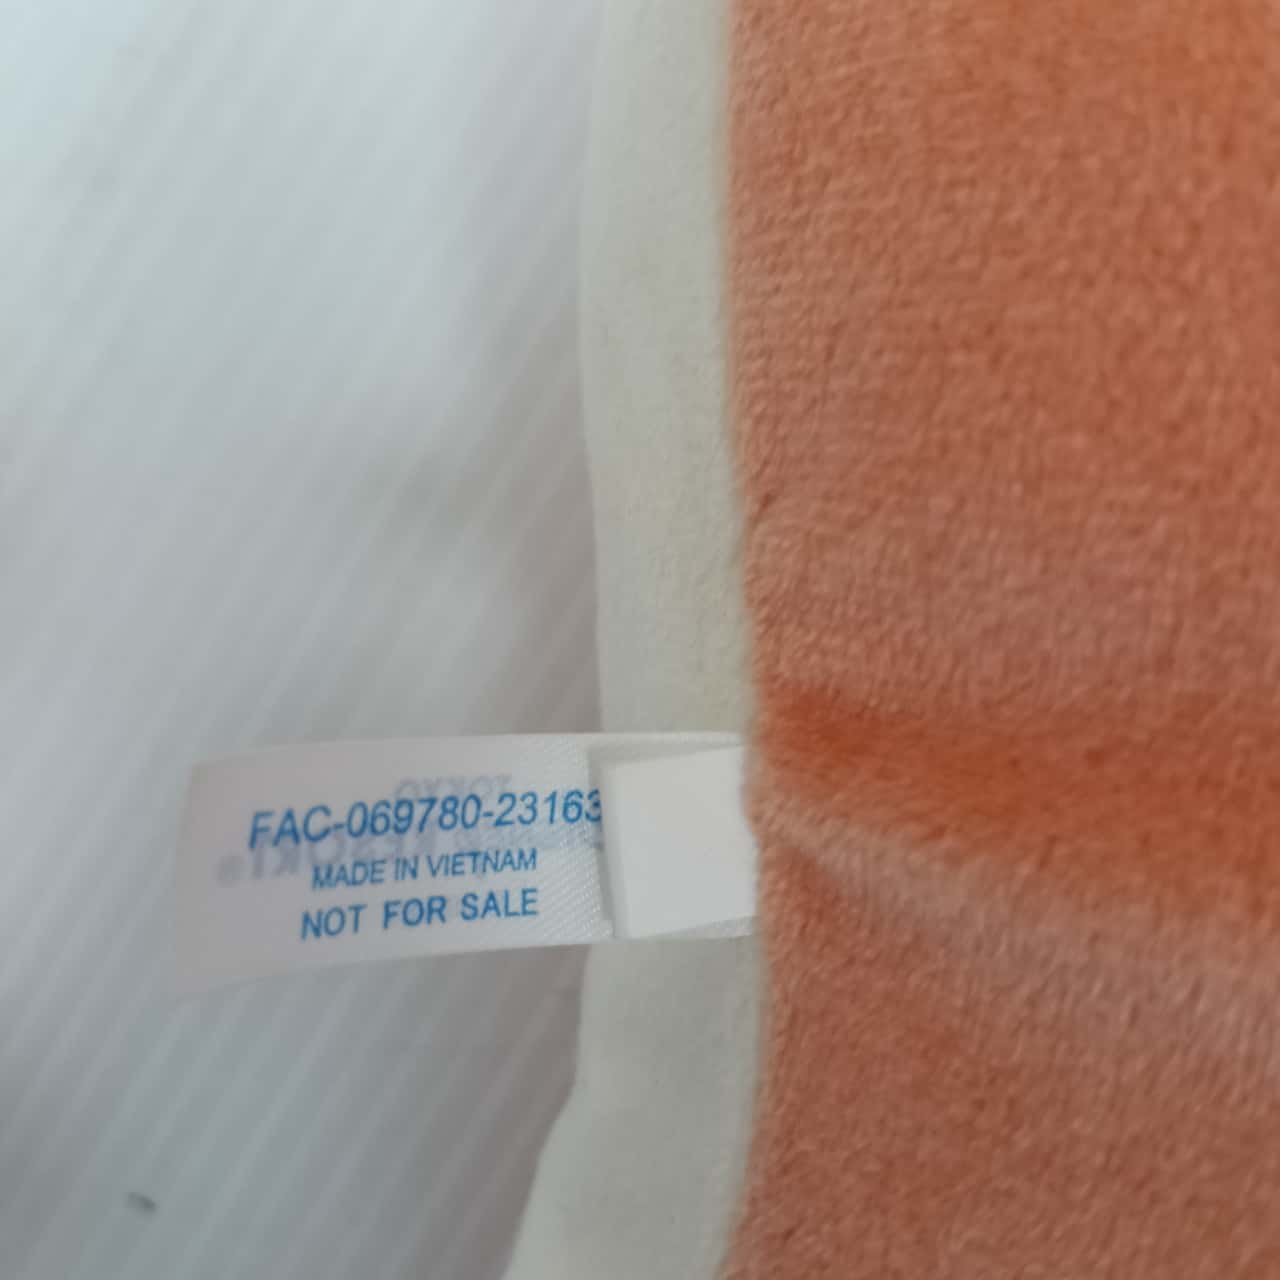 FAC-069780-23163
MADE IN VIETNAM
NOT FOR SALE